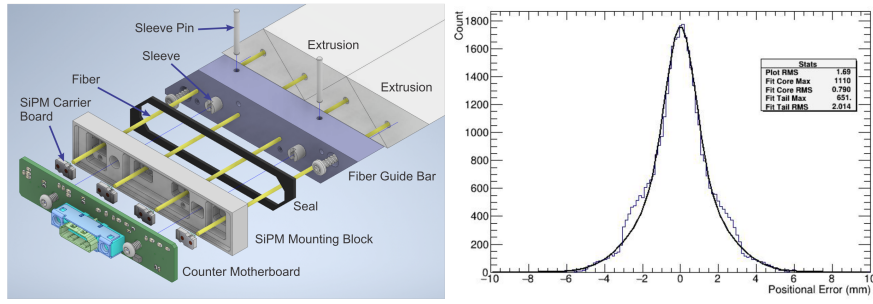 Sleeve Pin
Sleeve
Fiber
SiPM Carrier
Board
Extrusion
Extrusion
Fiber Guide Bar
Seal
SiPM Mounting Block
Counter Motherboard
Count
1800
1600
1400
1200
1000
800
600
400
200
0
Stats
Plot RMS 1.69
Fit Core Max 1110
Fit Core RMS 0.790
Fit Tail Max 651.
Fit Tail RMS 2.014
−10 −8 −6 −4 −2 0 2 4 6 8 10
Positional Error (mm)